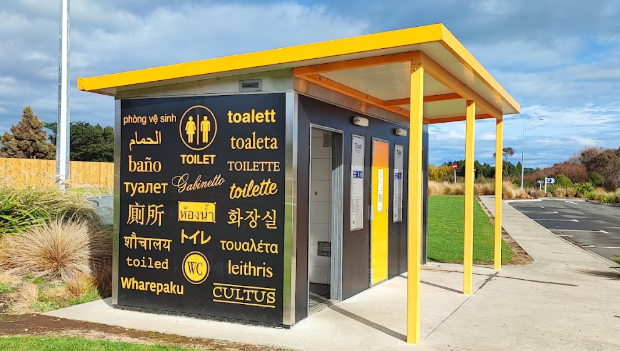 phòng vệ sinh
الحمام
baño
туалет
廁所
शौचालय
toiled
Wharepaku
TOILET
Gabinetto
ห้องน้ำ
トイレ
WC
toalett
toaleta
TOILETTE
toilette
화장실
τουαλέτα
leithris
CULTUS